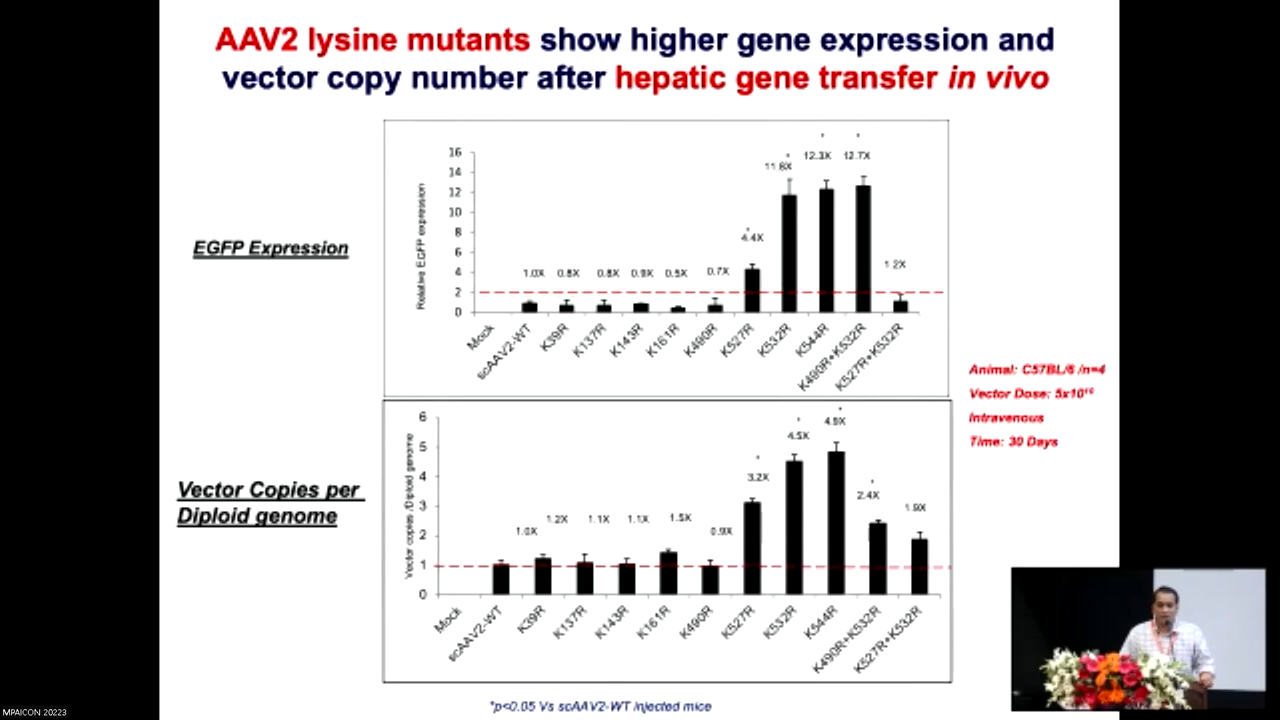 AAV2 lysine mutants show higher gene expression and
vector copy number after hepatic gene transfer in vivo
EGFP Expression
Relative EGFP expression
16
14
12
10
8
6
4
2
0
1.0X 0.8X 0.8X 0.9X 0.5X 0.7X
*
4.4X
*
11.8X
*
12.3X
*
12.7X
1.2X
Mock scAAV2-WT K39R K137R K143R K161R K490R K527R K532R K544R K490R+K532R K527R+K532R
Animal: C57BL/6 /n=4
Vector Dose: 5x10¹⁰
Intravenous
Time: 30 Days
Vector Copies per
Diploid genome
Vector copies /Diploid genome
6
5
4
3
2
1
0
1.0X 1.2X 1.1X 1.1X 1.5X 0.9X
*
3.2X
*
4.5X
*
4.9X
*
2.4X
1.9X
Mock scAAV2-WT K39R K137R K143R K161R K490R K527R K532R K544R K490R+K532R K527R+K532R
*p<0.05 Vs scAAV2-WT injected mice
MPAICON 20223